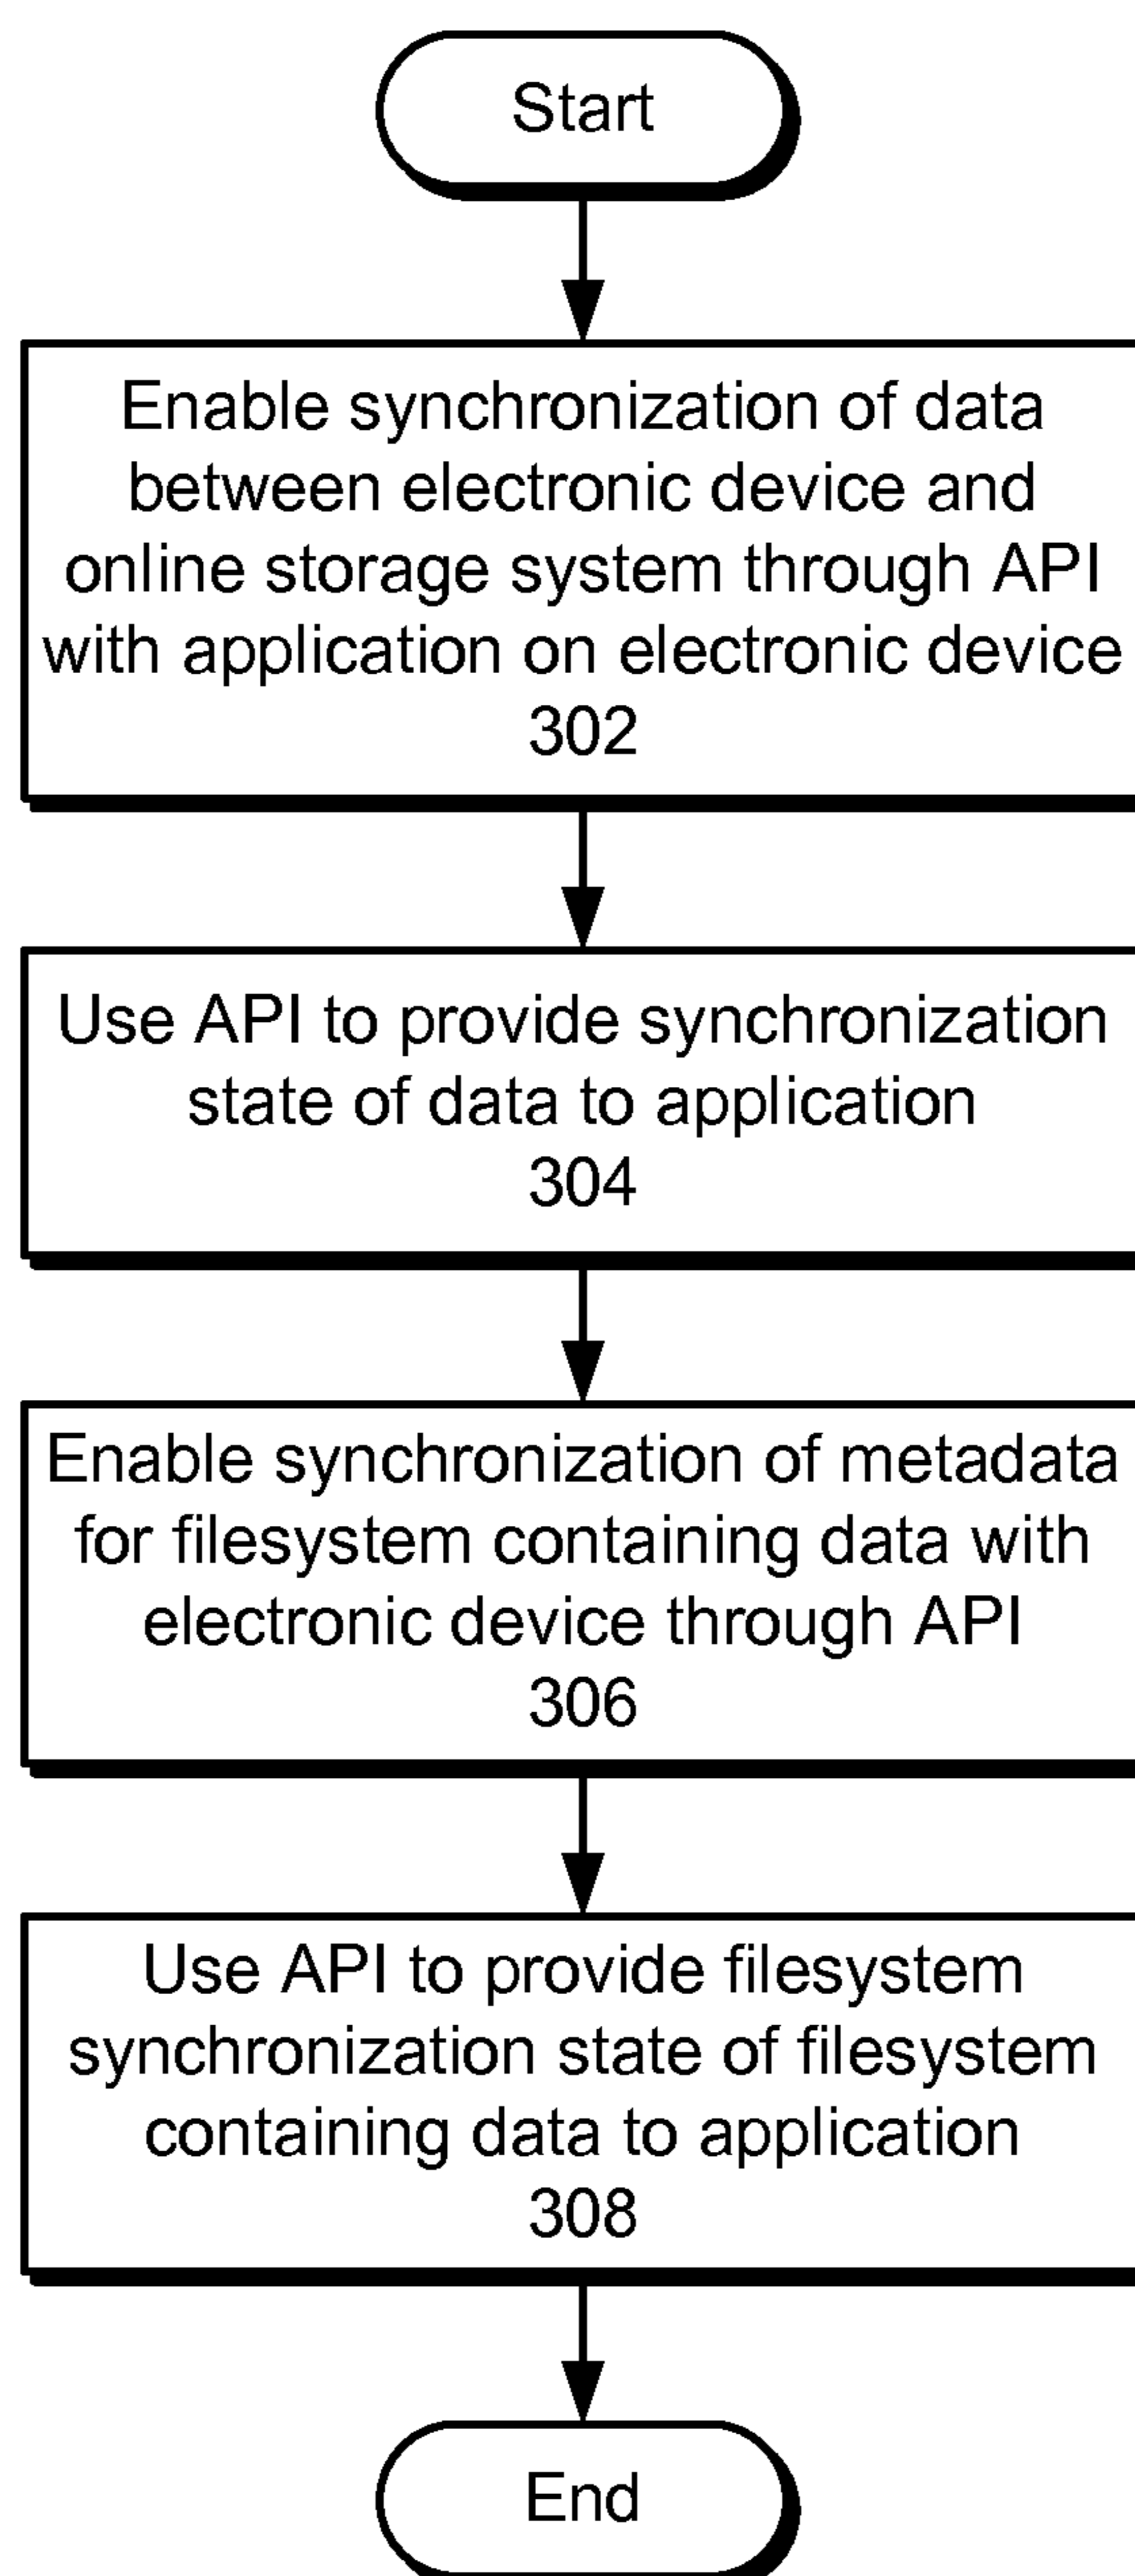 Start
Enable synchronization of data
between electronic device and
online storage system through API
with application on electronic device
302
Use API to provide synchronization
state of data to application
304
Enable synchronization of metadata
for filesystem containing data with
electronic device through API
306
Use API to provide filesystem
synchronization state of filesystem
containing data to application
308
End